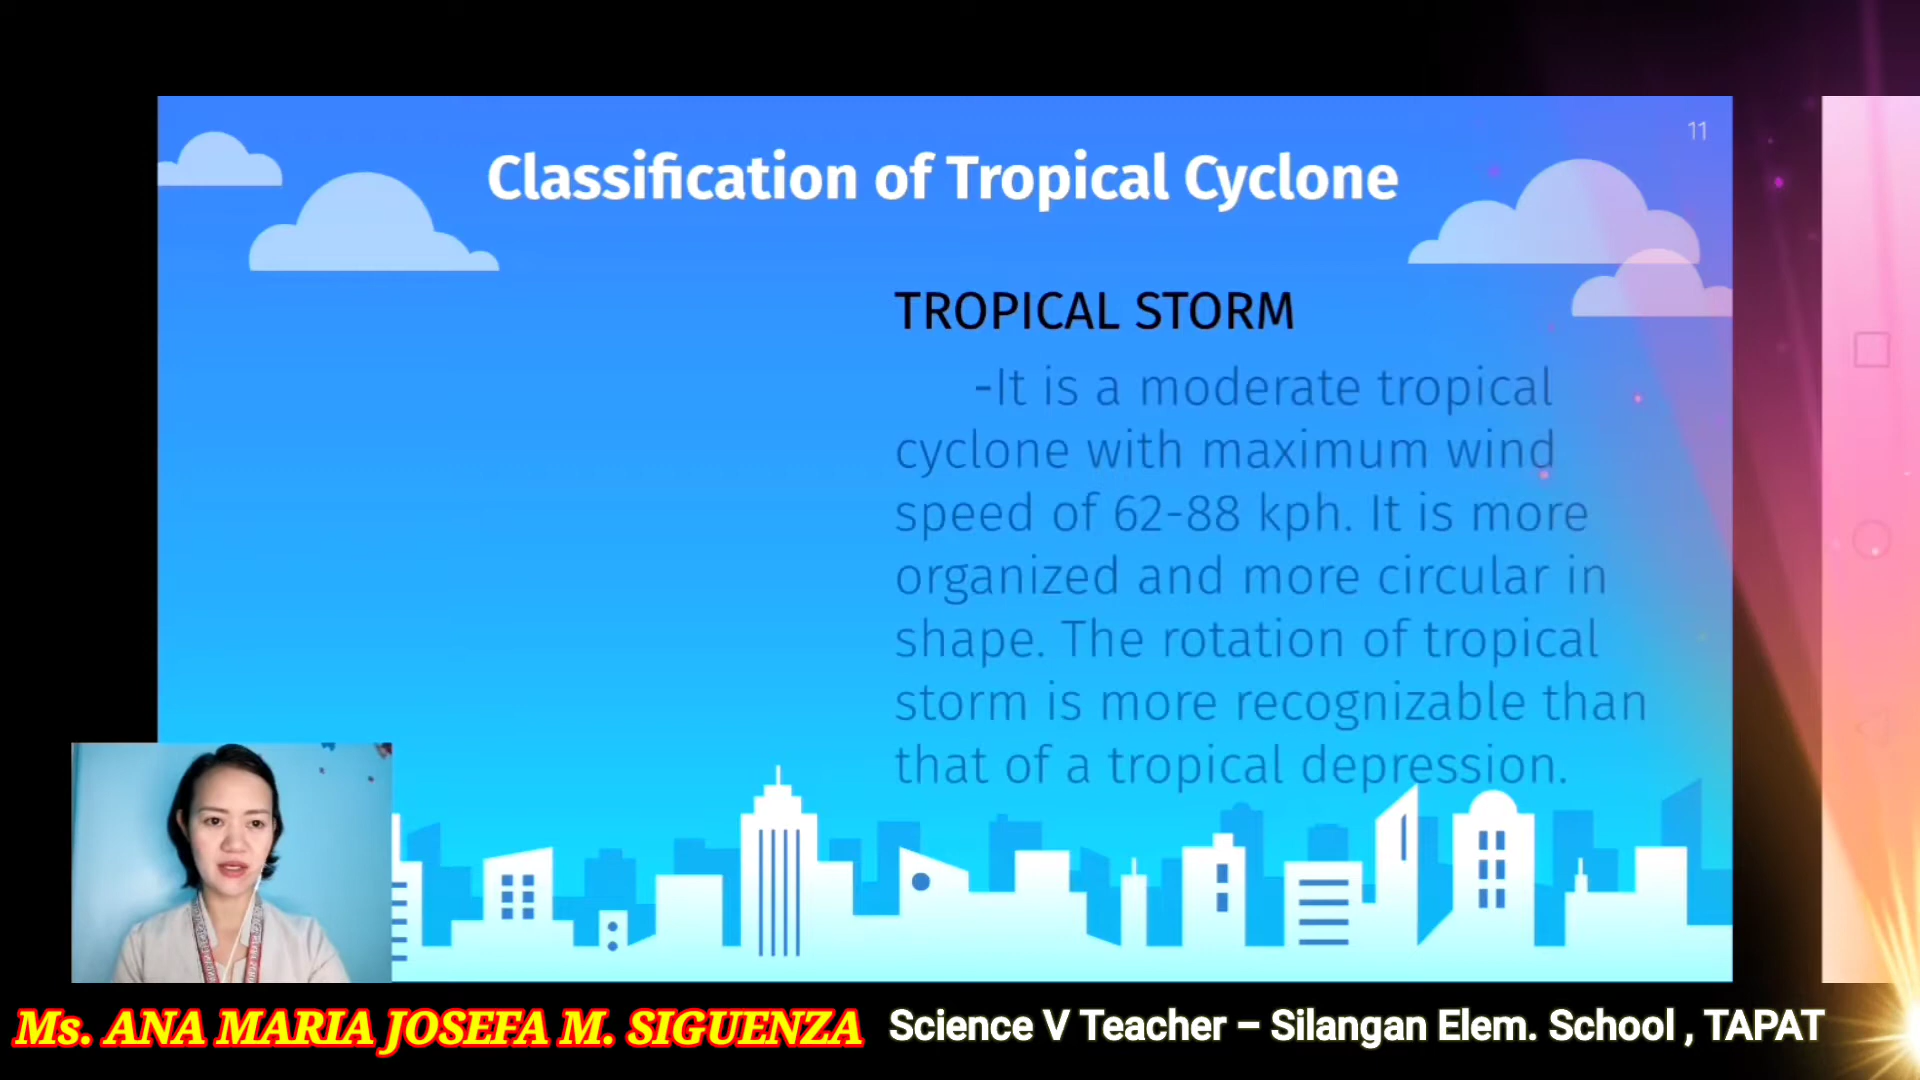 11
Classification of Tropical Cyclone
TROPICAL STORM
-It is a moderate tropical
cyclone with maximum wind
speed of 62-88 kph. It is more
organized and more circular in
shape. The rotation of tropical
storm is more recognizable than
that of a tropical depression.
Ms. ANA MARIA JOSEFA M. SIGUENZA Science V Teacher – Silangan Elem. School , TAPAT